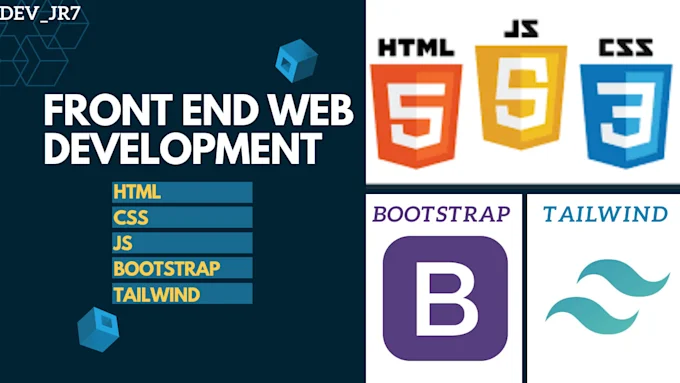 DEV_JR7
FRONT END WEB
DEVELOPMENT
HTML
CSS
JS
BOOTSTRAP
TAILWIND
HTML
5
JS
5
CSS
3
BOOTSTRAP
B
TAILWIND